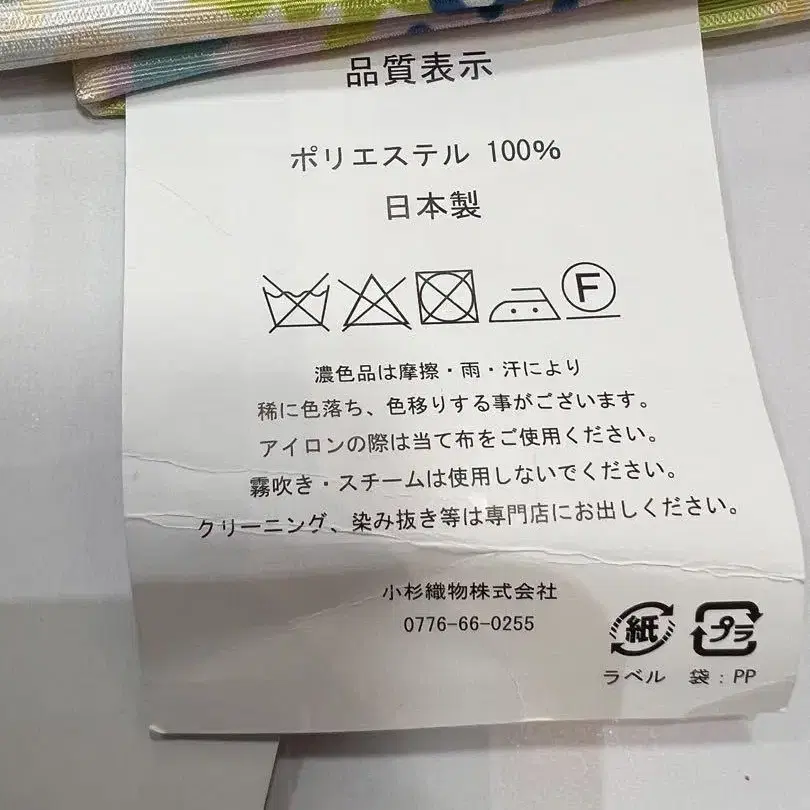 品質表示
ポリエステル 100%
日本製
F
濃色品は摩擦・雨・汗により
稀に色落ち、色移りする事がございます。
アイロンの際は当て布をご使用ください。
霧吹き・スチームは使用しないでください。
クリーニング、染み抜き等は専門店にお出しください。
小杉織物株式会社
0776-66-0255
紙 プラ
ラベル 袋：PP